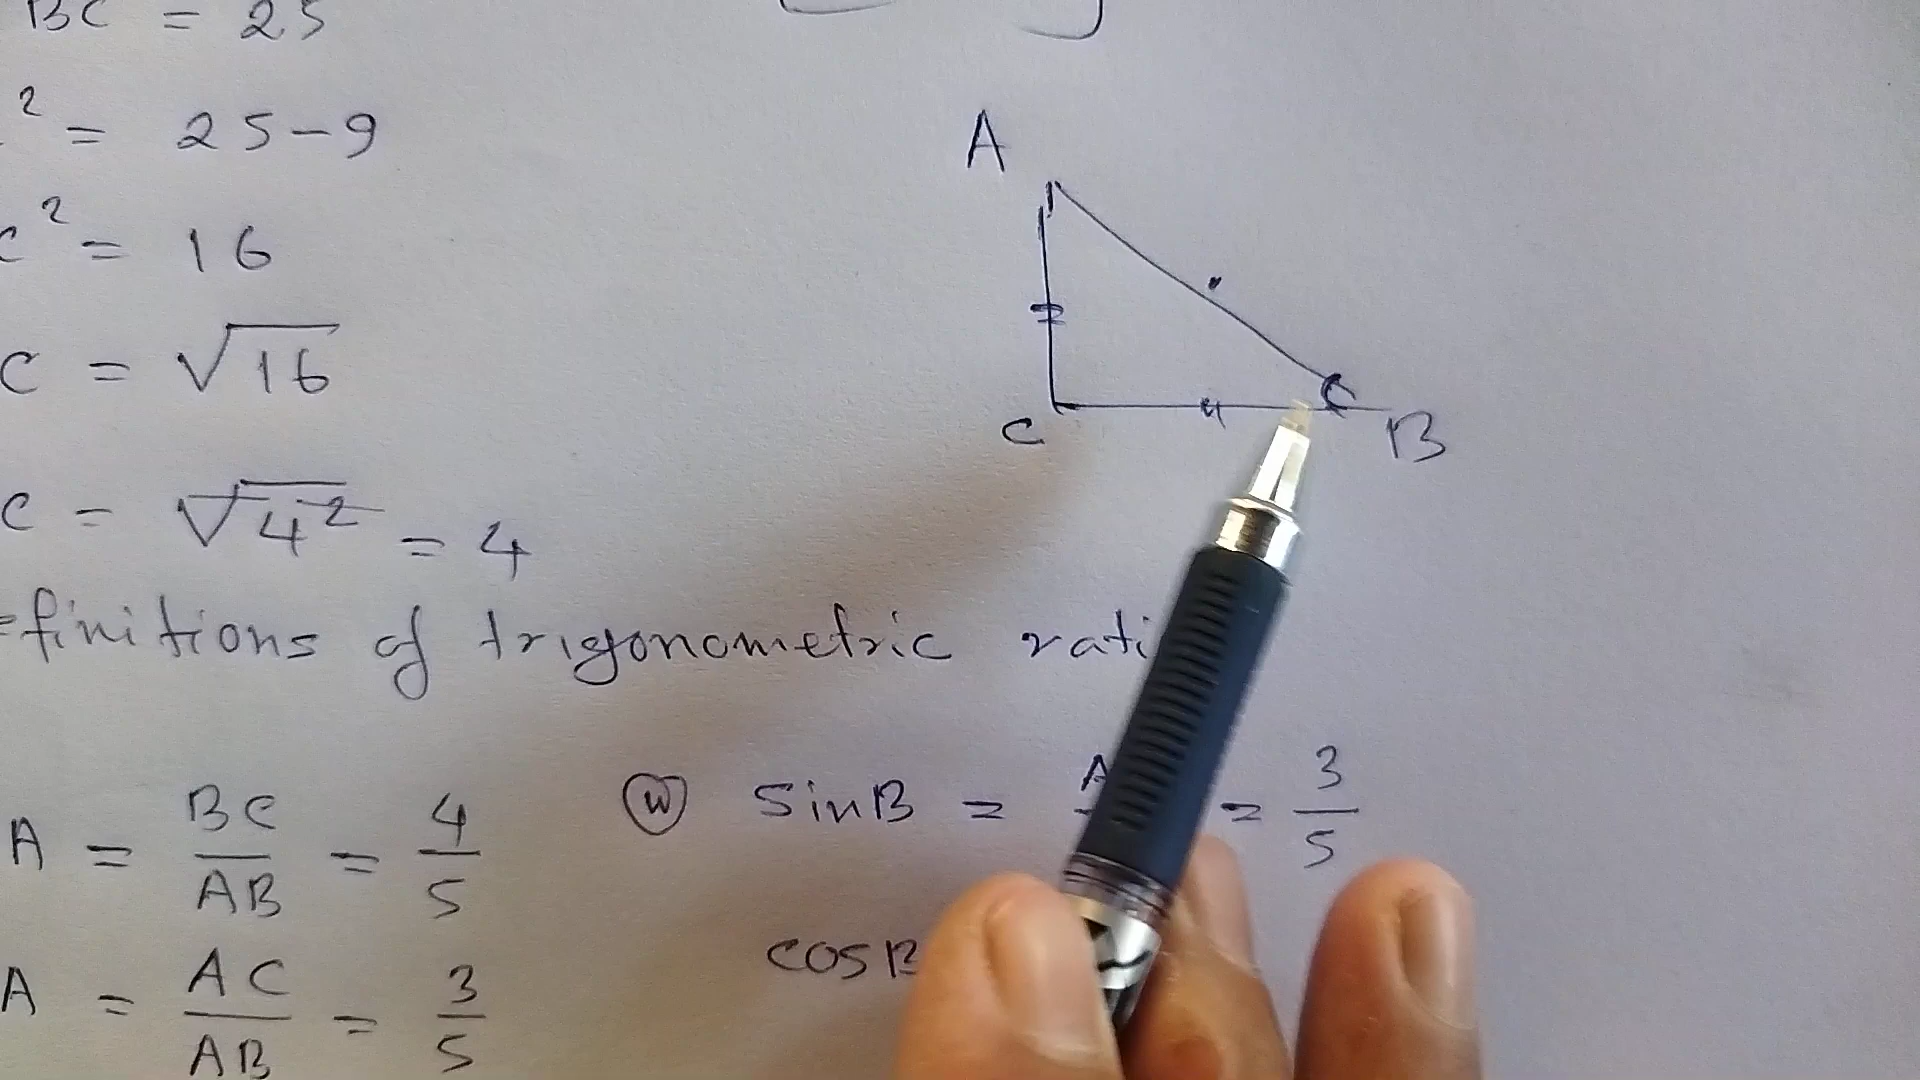 BC = 25
² = 25-9
C² = 16
C = √16
C = √4² = 4
A
C
B
finitions of trigonometric rati
A = BC/AB = 4/5
(iv) sinB = A = 3/5
A = AC/AB = 3/5
cosB